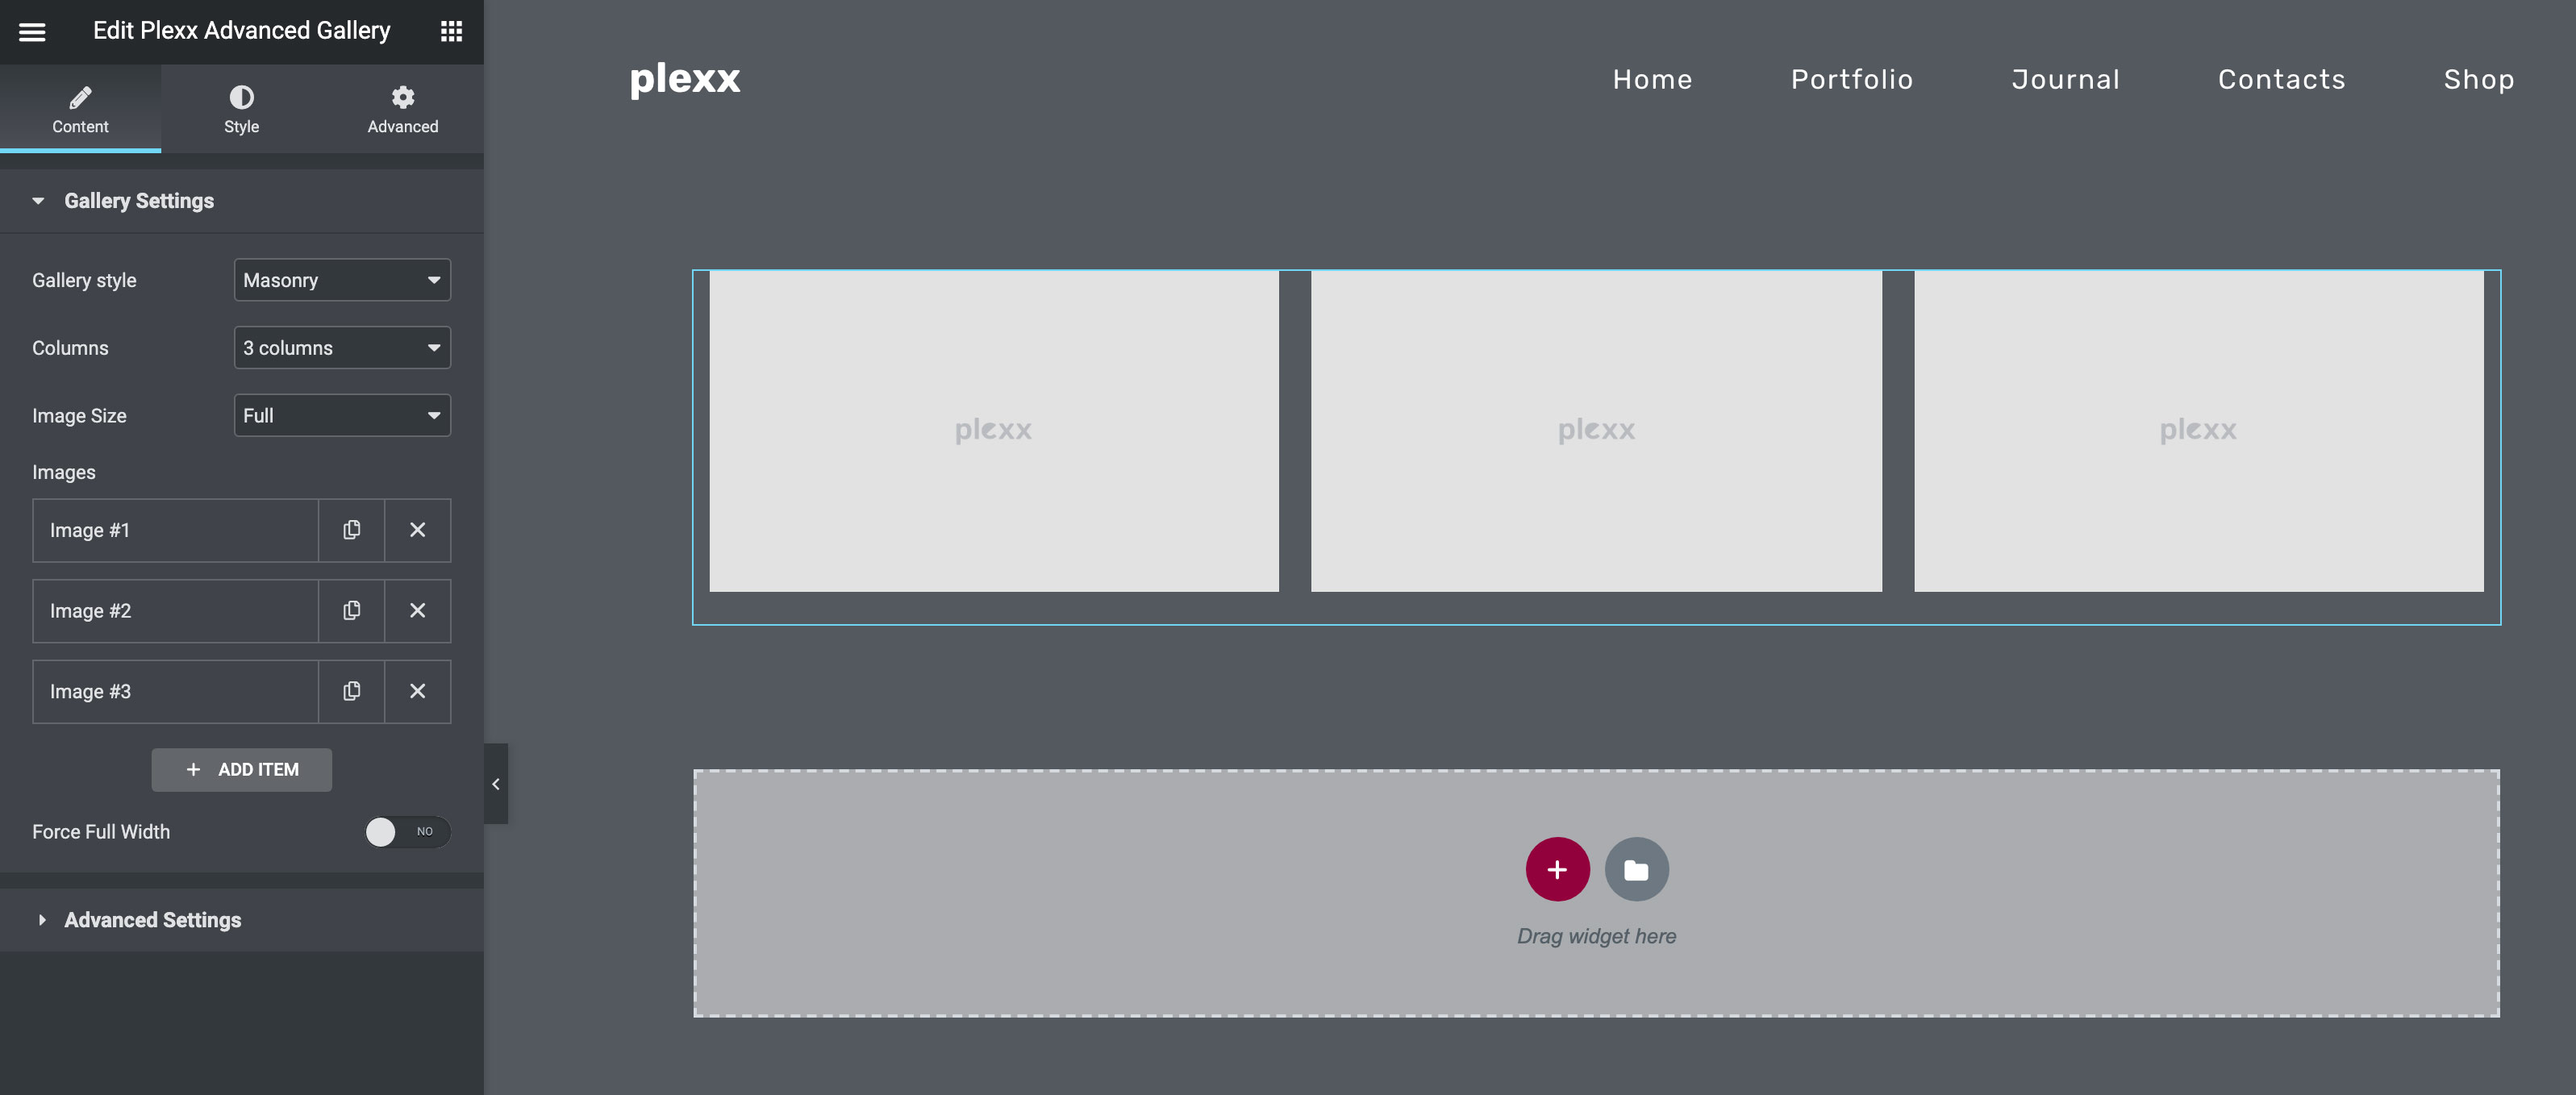 Edit Plexx Advanced Gallery
Content
Style
Advanced
Gallery Settings
Gallery style
Masonry
Columns
3 columns
Image Size
Full
Images
Image #1
Image #2
Image #3
ADD ITEM
Force Full Width
NO
Advanced Settings
plexx
Home
Portfolio
Journal
Contacts
Shop
plexx
plexx
plexx
Drag widget here